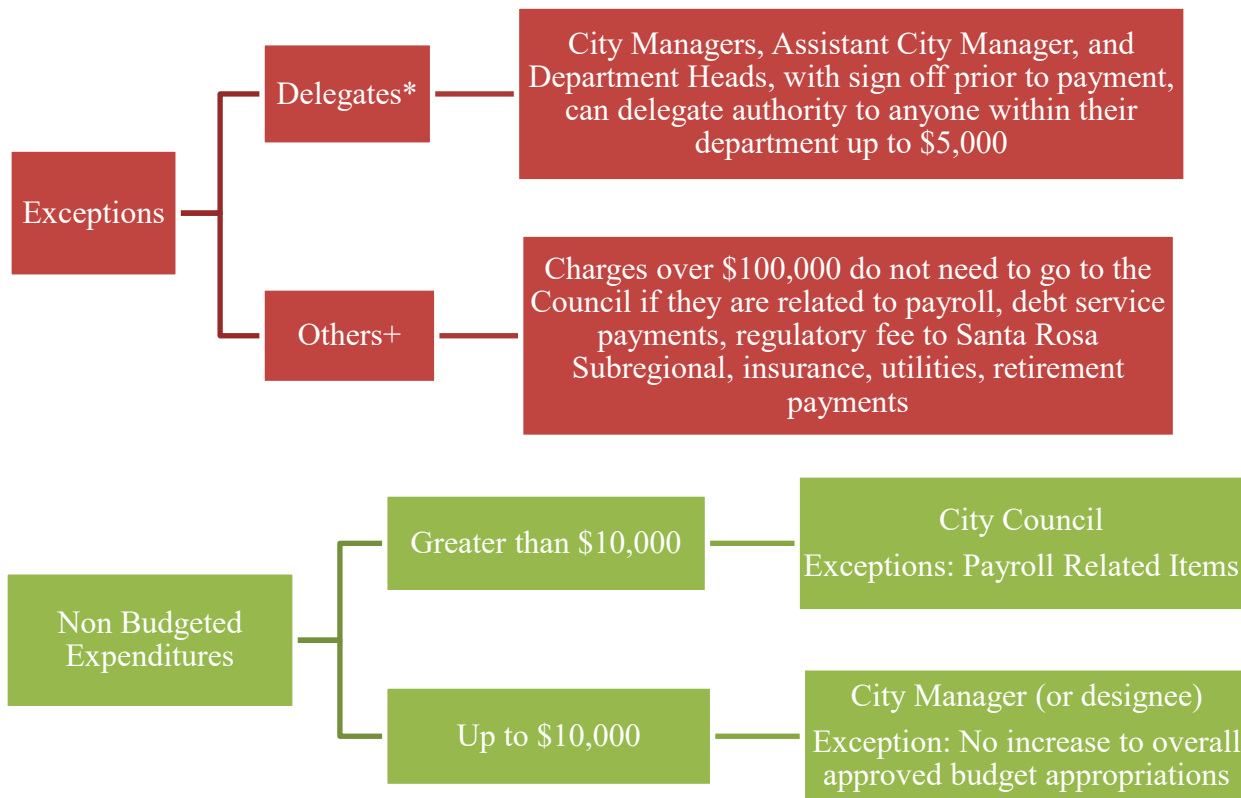 Exceptions
Delegates*
City Managers, Assistant City Manager, and
Department Heads, with sign off prior to payment,
can delegate authority to anyone within their
department up to $5,000
Others+
Charges over $100,000 do not need to go to the
Council if they are related to payroll, debt service
payments, regulatory fee to Santa Rosa
Subregional, insurance, utilities, retirement
payments
Non Budgeted
Expenditures
Greater than $10,000
City Council
Exceptions: Payroll Related Items
Up to $10,000
City Manager (or designee)
Exception: No increase to overall
approved budget appropriations